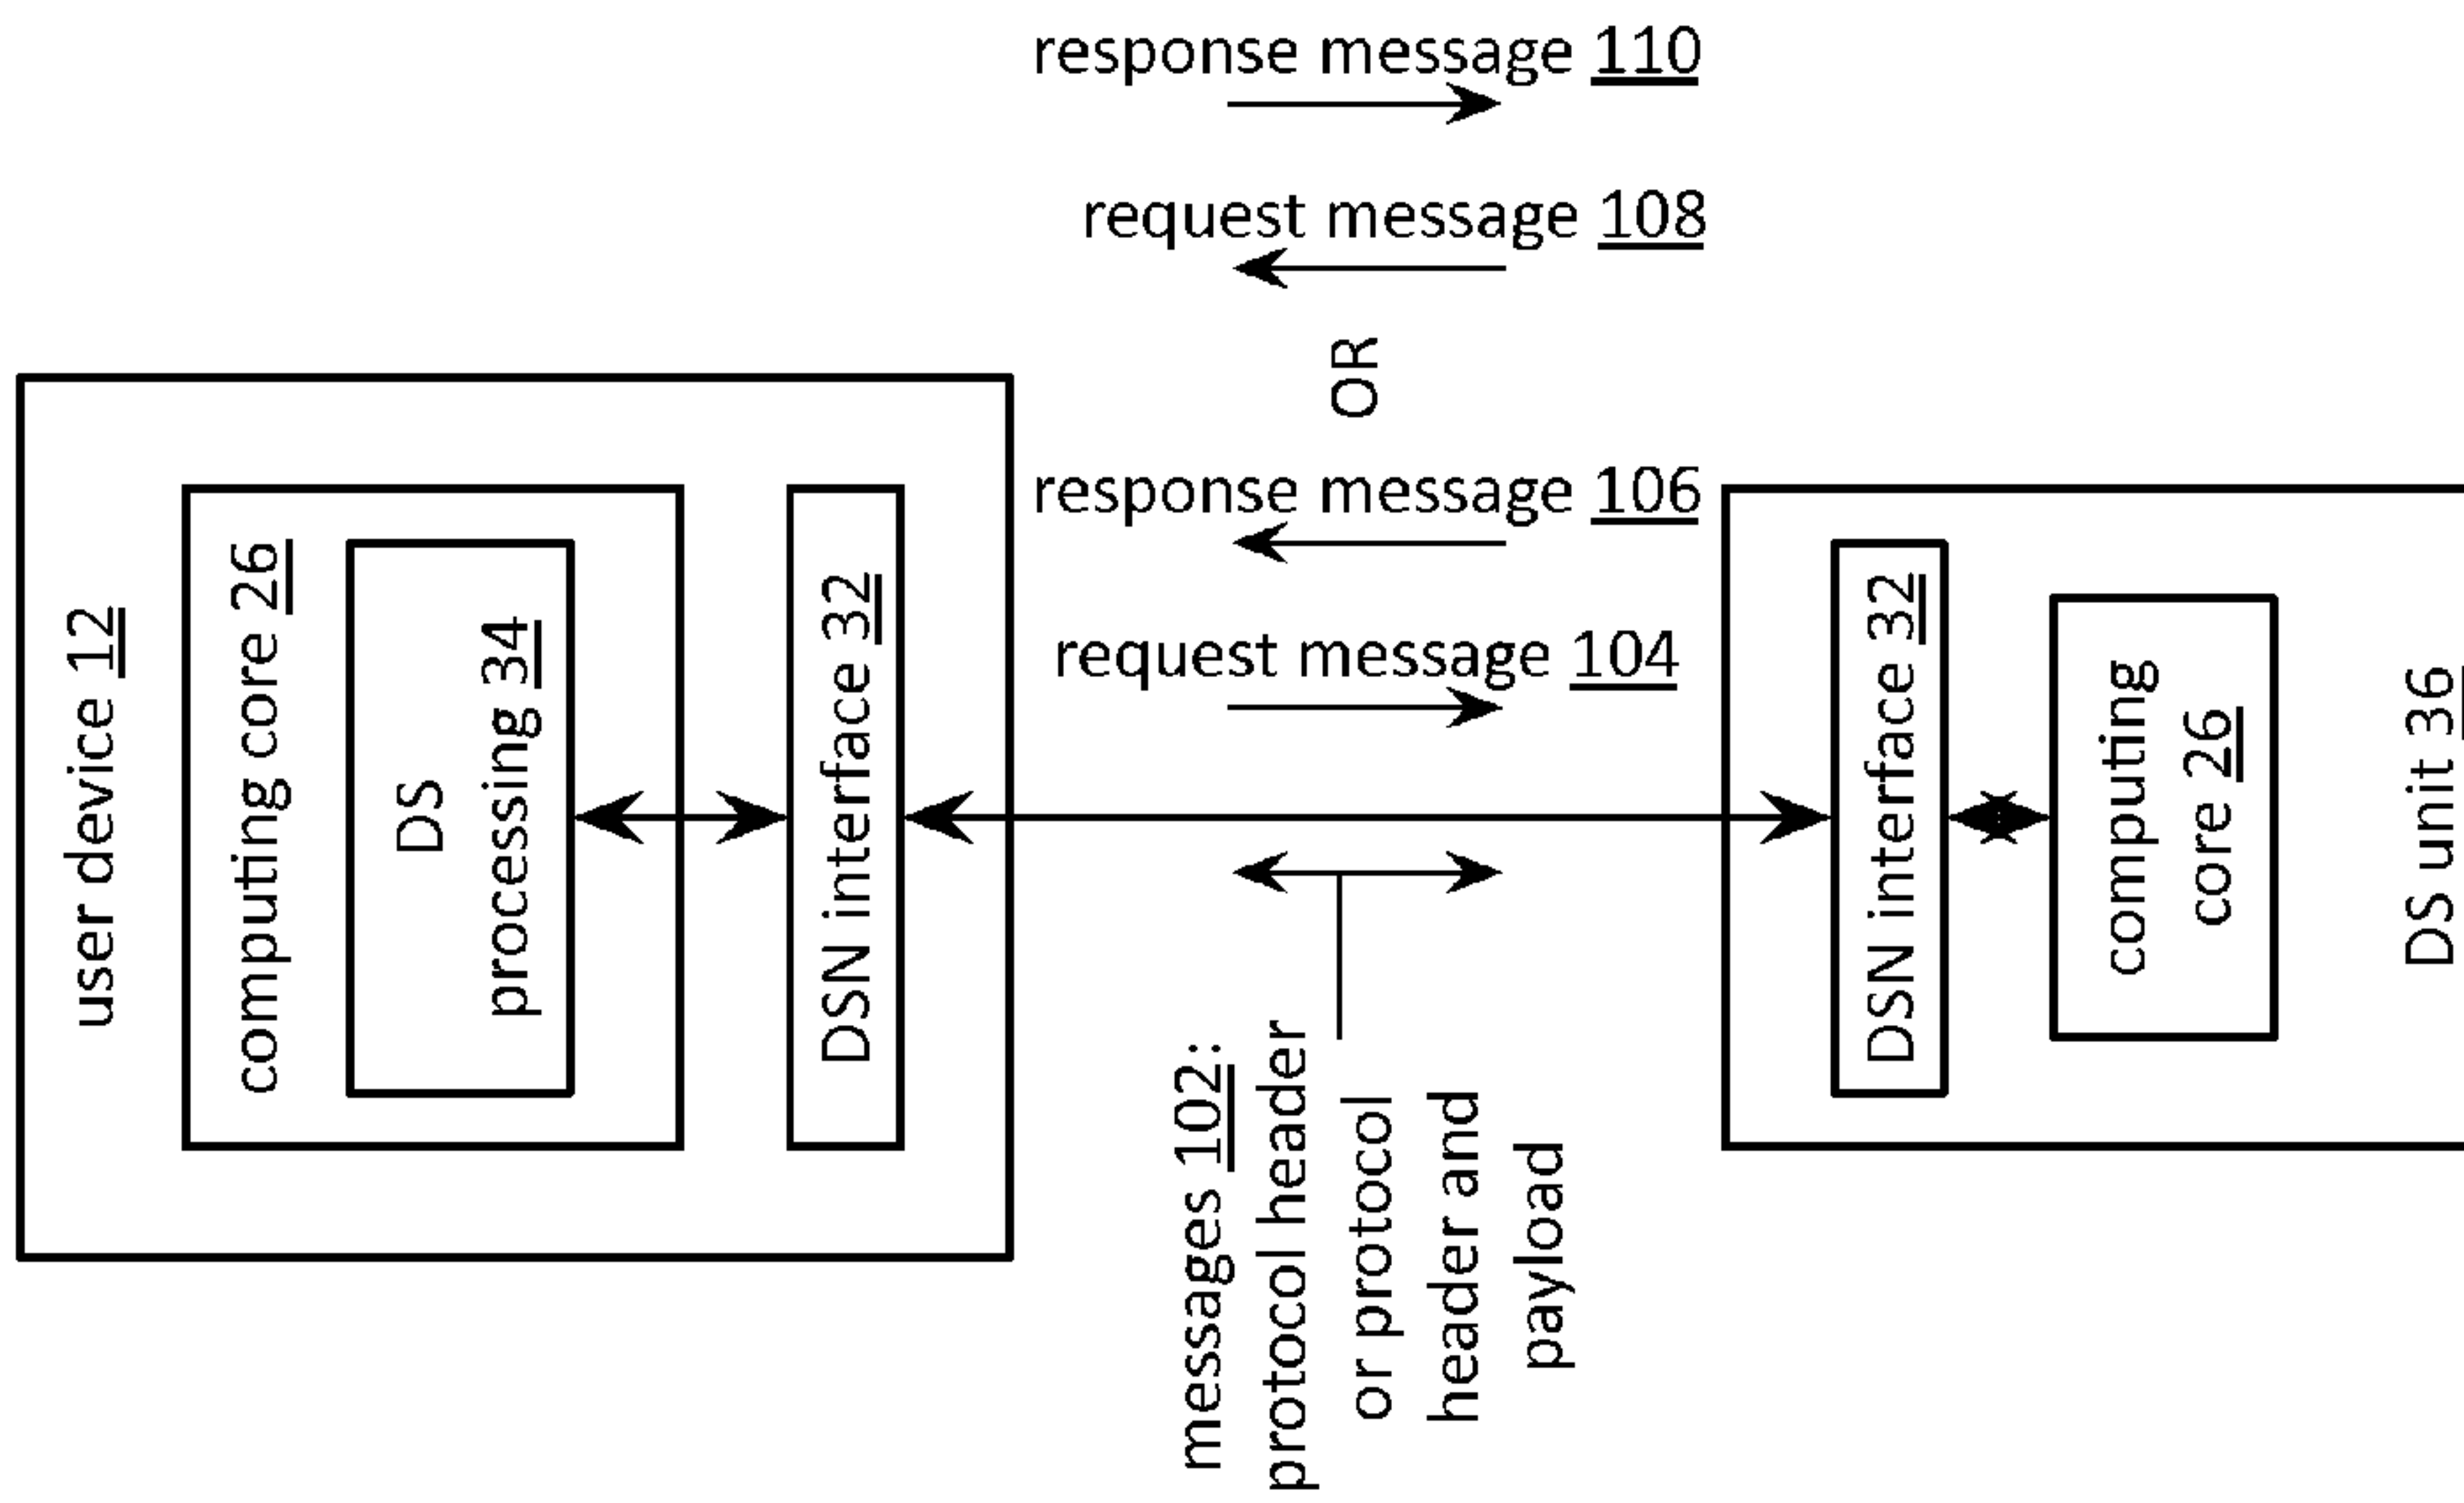 user device 12
computing core 26
DS
processing 34
DSN interface 32
response message 110
request message 108
OR
response message 106
request message 104
messages 102:
protocol header
or protocol
header and
payload
DSN interface 32
computing
core 26
DS unit 36